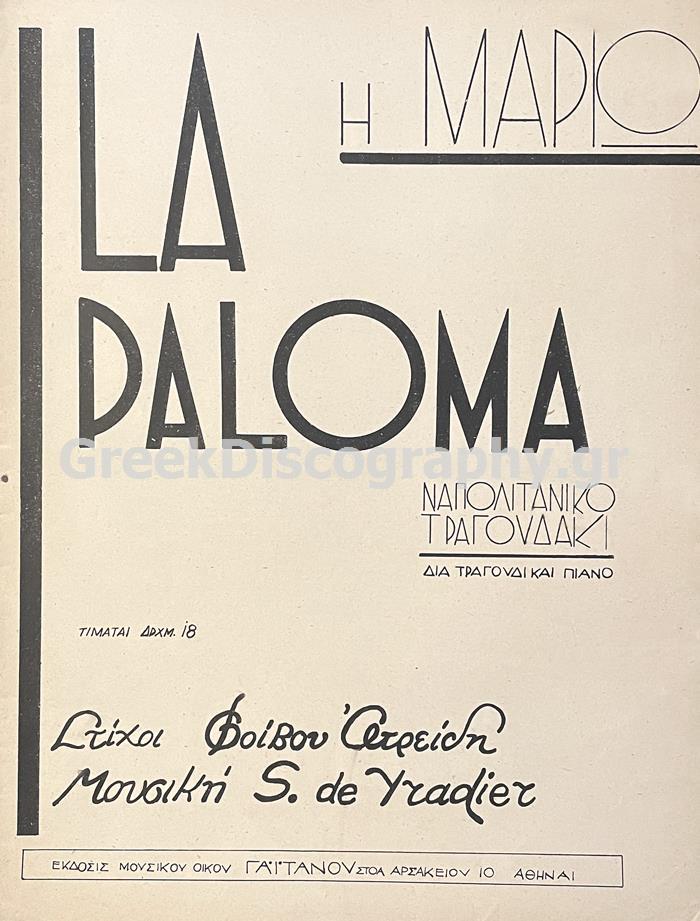 Η ΜΑΡΙΩ
LA
PALOMA
GreekDiscography.gr
ΝΑΠΟΛΙΤΑΝΙΚΟ
ΤΡΑΓΟΥΔΑΚΙ
ΔΙΑ ΤΡΑΓΟΥΔΙ ΚΑΙ ΠΙΑΝΟ
ΤΙΜΑΤΑΙ ΔΡΧΜ. 18
Στίχοι Φοίβου Ἀτρείδη
Μουσική S. de Yradier
ΕΚΔΟΣΙΣ ΜΟΥΣΙΚΟΥ ΟΙΚΟΥ ΓΑΪΤΑΝΟΥ ΣΤΟΑ ΑΡΣΑΚΕΙΟΥ 10 ΑΘΗΝΑΙ